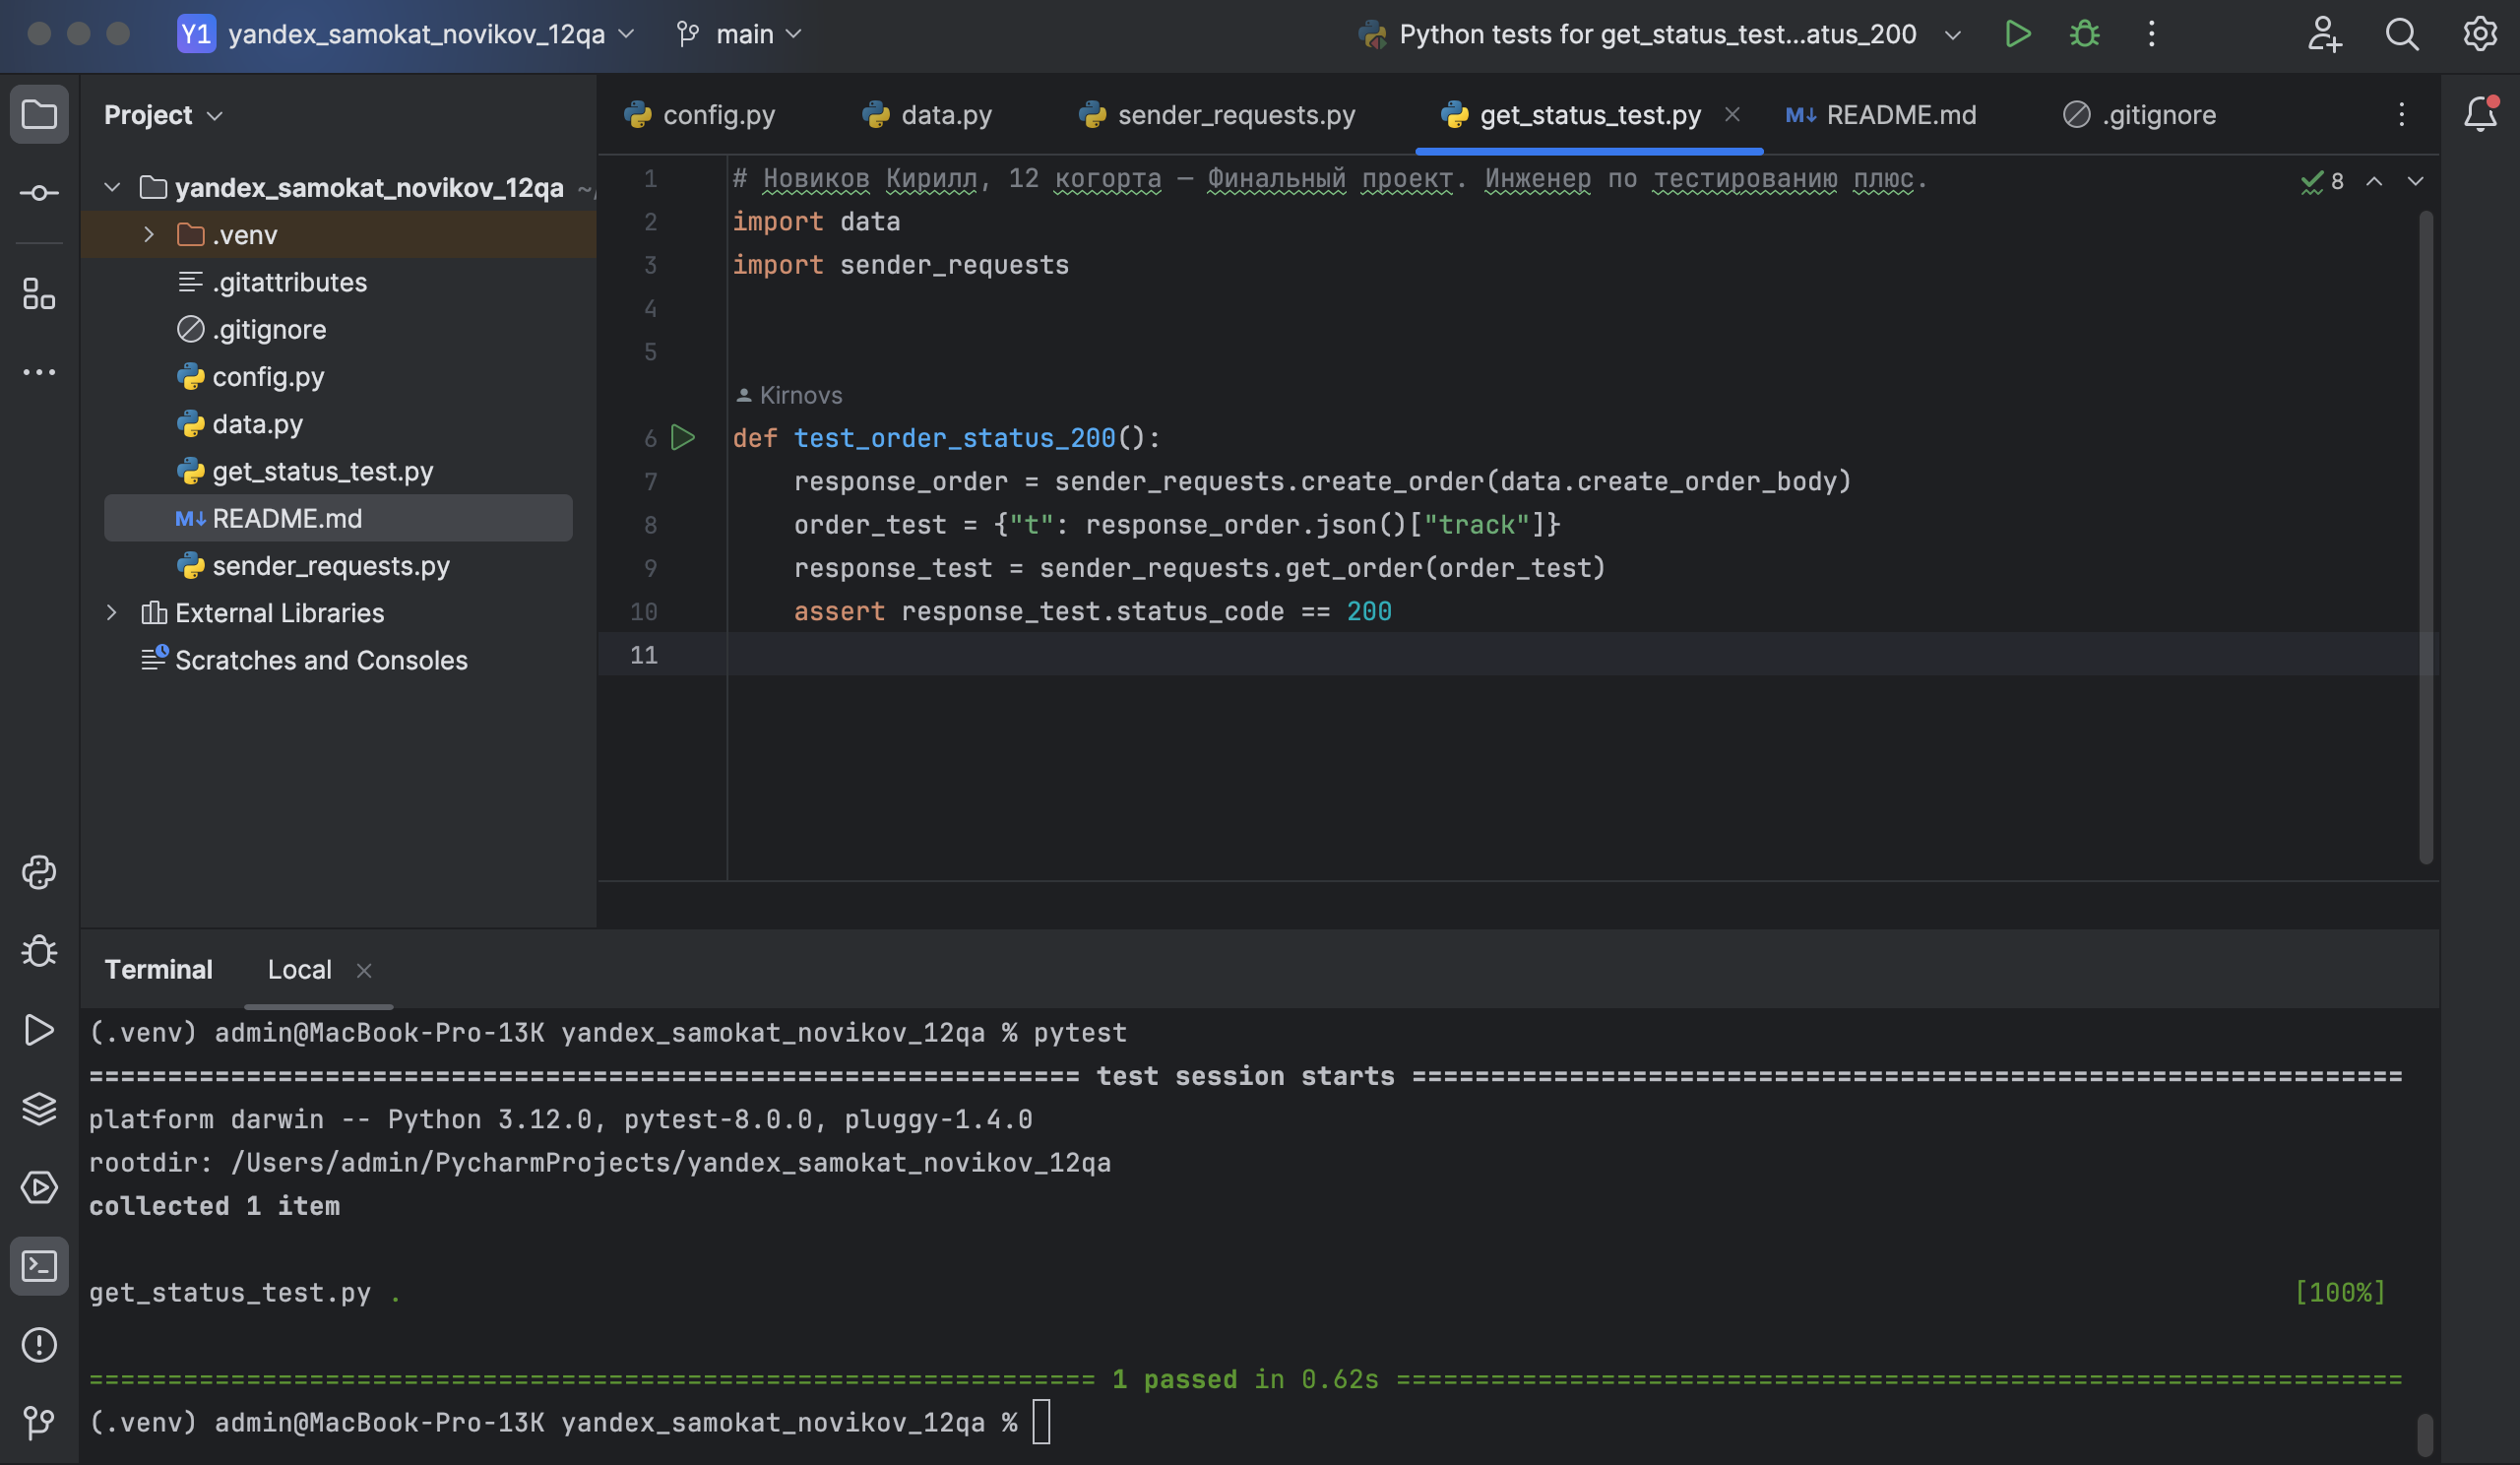 Y1 yandex_samokat_novikov_12qa main Python tests for get_status_test...atus_200
Project
yandex_samokat_novikov_12qa ~/
.venv
.gitattributes
.gitignore
config.py
data.py
get_status_test.py
M↓ README.md
sender_requests.py
External Libraries
Scratches and Consoles
config.py data.py sender_requests.py get_status_test.py M↓ README.md .gitignore
1 # Новиков Кирилл, 12 когорта — Финальный проект. Инженер по тестированию плюс. 8
2 import data
3 import sender_requests
4
5
Kirnovs
6 def test_order_status_200():
7 response_order = sender_requests.create_order(data.create_order_body)
8 order_test = {"t": response_order.json()["track"]}
9 response_test = sender_requests.get_order(order_test)
10 assert response_test.status_code == 200
11
Terminal Local
(.venv) admin@MacBook-Pro-13K yandex_samokat_novikov_12qa % pytest
=============================================================== test session starts ===============================================================
platform darwin -- Python 3.12.0, pytest-8.0.0, pluggy-1.4.0
rootdir: /Users/admin/PycharmProjects/yandex_samokat_novikov_12qa
collected 1 item
get_status_test.py . [100%]
================================================================ 1 passed in 0.62s ================================================================
(.venv) admin@MacBook-Pro-13K yandex_samokat_novikov_12qa %